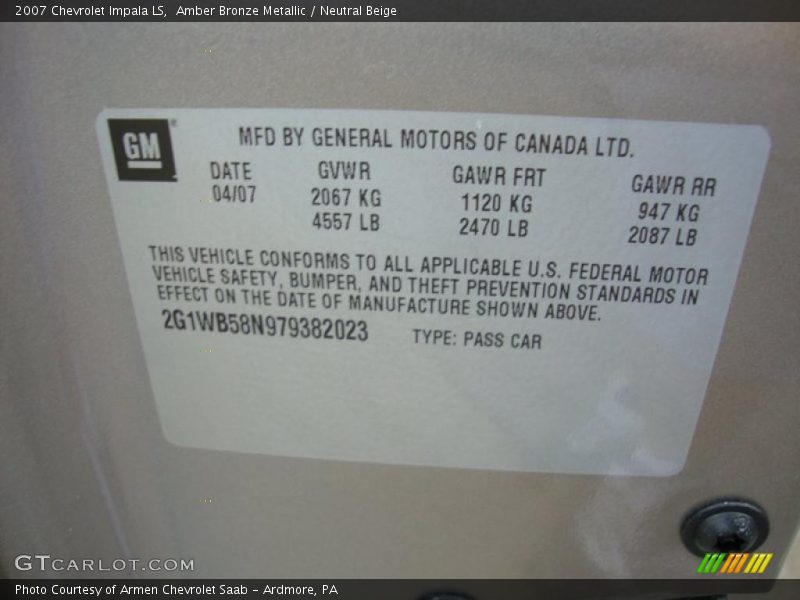 2007 Chevrolet Impala LS,  Amber Bronze Metallic / Neutral Beige
GM®
MFD BY GENERAL MOTORS OF CANADA LTD.
DATE GVWR GAWR FRT GAWR RR
04/07 2067 KG 1120 KG 947 KG
4557 LB 2470 LB 2087 LB
THIS VEHICLE CONFORMS TO ALL APPLICABLE U.S. FEDERAL MOTOR
VEHICLE SAFETY, BUMPER, AND THEFT PREVENTION STANDARDS IN
EFFECT ON THE DATE OF MANUFACTURE SHOWN ABOVE.
2G1WB58N979382023 TYPE: PASS CAR
GTCARLOT.COM
Photo Courtesy of Armen Chevrolet Saab – Ardmore, PA